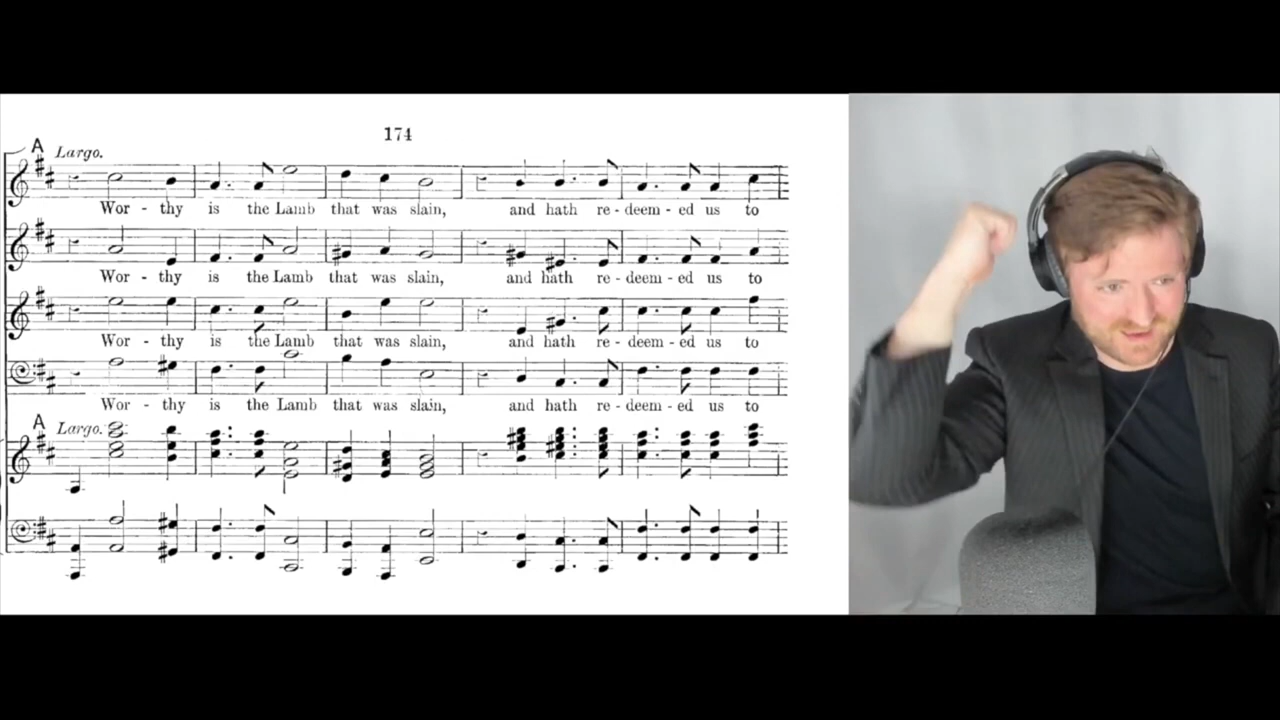 174
A Largo.
Wor - thy is the Lamb that was slain, and hath re - deem - ed us to
Wor - thy is the Lamb that was slain, and hath re - deem - ed us to
Wor - thy is the Lamb that was slain, and hath re - deem - ed us to
Wor - thy is the Lamb that was slain, and hath re - deem - ed us to
A Largo.